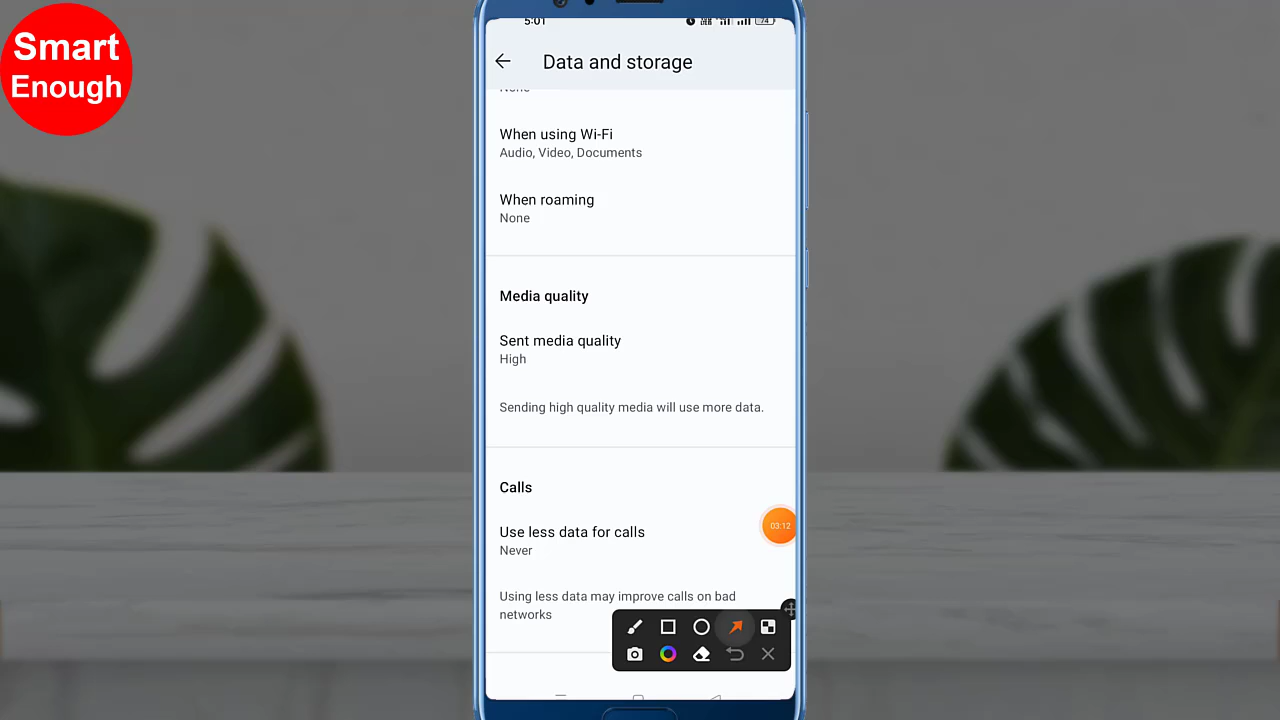 Smart
Enough
5:01
74
Data and storage
None
When using Wi-Fi
Audio, Video, Documents
When roaming
None
Media quality
Sent media quality
High
Sending high quality media will use more data.
Calls
Use less data for calls
Never
03:12
Using less data may improve calls on bad
networks